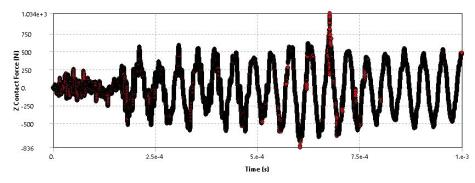 1.034e+3
750
500
250
0.
-250
-500
-836
Z Contact Force (N)
0.
2.5e-4
5.e-4
7.5e-4
1.e-3
Time (s)